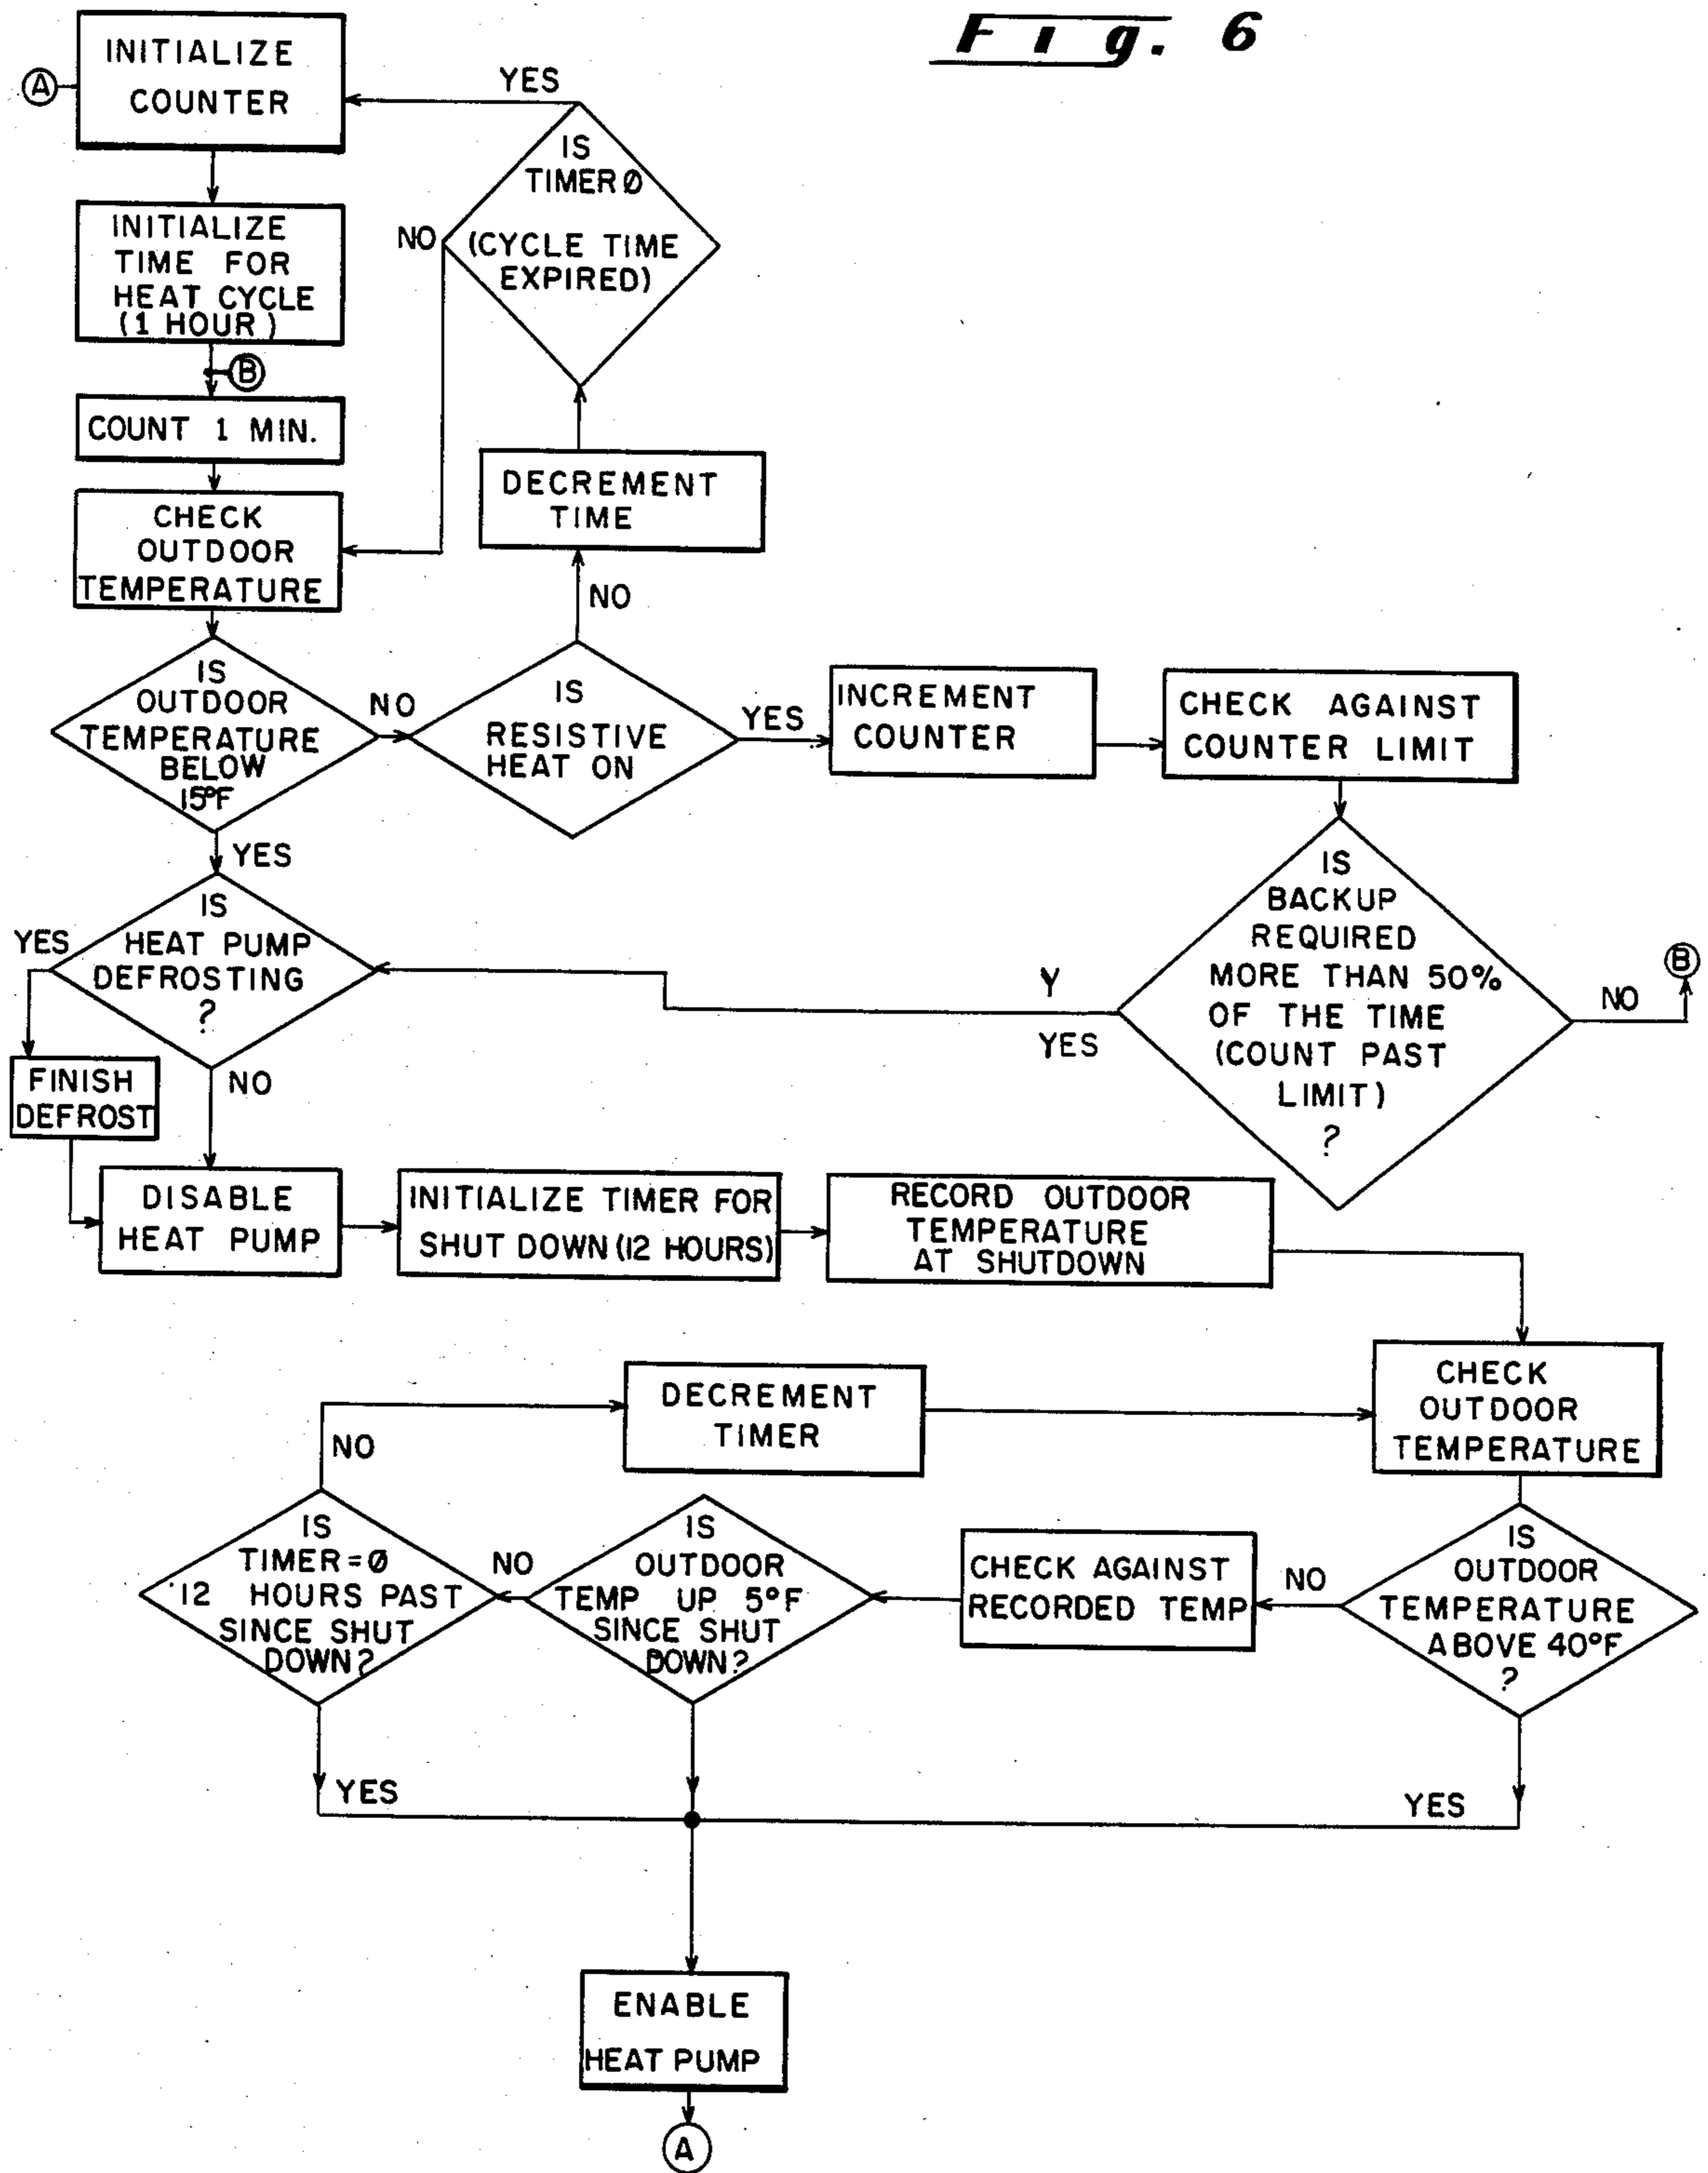 Fig. 6
INITIALIZE
COUNTER
A
YES
IS
TIMER 0
(CYCLE TIME
EXPIRED)
NO
INITIALIZE
TIME FOR
HEAT CYCLE
(1 HOUR)
B
COUNT 1 MIN.
DECREMENT
TIME
CHECK
OUTDOOR
TEMPERATURE
NO
IS
OUTDOOR
TEMPERATURE
BELOW
15°F
NO
IS
RESISTIVE
HEAT ON
YES
INCREMENT
COUNTER
CHECK AGAINST
COUNTER LIMIT
YES
IS
HEAT PUMP
DEFROSTING
?
YES
IS
BACKUP
REQUIRED
MORE THAN 50%
OF THE TIME
(COUNT PAST
LIMIT)
?
Y
YES
NO
B
FINISH
DEFROST
NO
DISABLE
HEAT PUMP
INITIALIZE TIMER FOR
SHUT DOWN (12 HOURS)
RECORD OUTDOOR
TEMPERATURE
AT SHUTDOWN
DECREMENT
TIMER
CHECK
OUTDOOR
TEMPERATURE
NO
IS
TIMER=0
12 HOURS PAST
SINCE SHUT
DOWN?
NO
IS
OUTDOOR
TEMP UP 5°F
SINCE SHUT
DOWN?
CHECK AGAINST
RECORDED TEMP
NO
IS
OUTDOOR
TEMPERATURE
ABOVE 40°F
?
YES
YES
ENABLE
HEAT PUMP
A